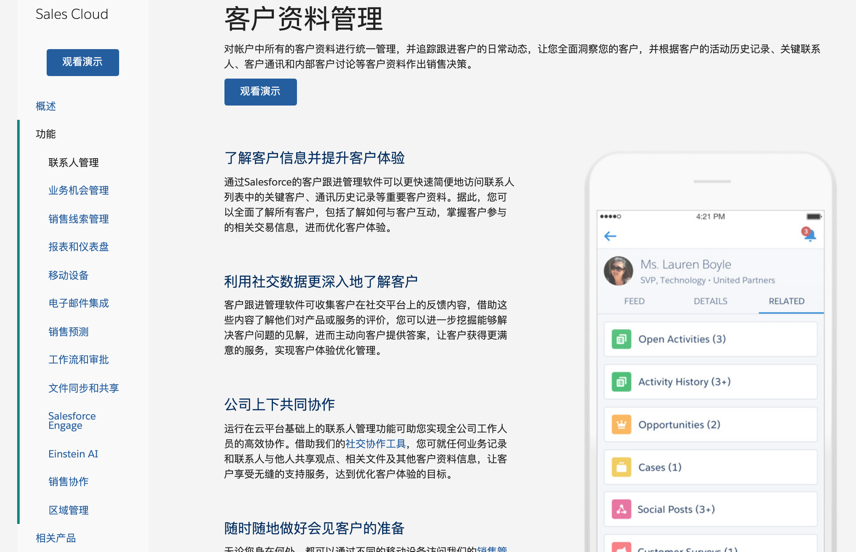 Sales Cloud
观看演示
概述
功能
联系人管理
业务机会管理
销售线索管理
报表和仪表盘
移动设备
电子邮件集成
销售预测
工作流和审批
文件同步和共享
Salesforce
Engage
Einstein AI
销售协作
区域管理
相关产品
客户资料管理
对帐户中所有的客户资料进行统一管理，并追踪跟进客户的日常动态，让您全面洞察您的客户，并根据客户的活动历史记录、关键联系
人、客户通讯和内部客户讨论等客户资料作出销售决策。
观看演示
了解客户信息并提升客户体验
通过Salesforce的客户跟进管理软件可以更快速简便地访问联系人
列表中的关键客户、通讯历史记录等重要客户资料。据此，您可
以全面了解所有客户，包括了解如何与客户互动，掌握客户参与
的相关交易信息，进而优化客户体验。
利用社交数据更深入地了解客户
客户跟进管理软件可收集客户在社交平台上的反馈内容，借助这
些内容了解他们对产品或服务的评价，您可以进一步挖掘能够解
决客户问题的见解，进而主动向客户提供答案，让客户获得更满
意的服务，实现客户体验优化管理。
公司上下共同协作
运行在云平台基础上的联系人管理功能可助您实现全公司工作人
员的高效协作。借助我们的社交协作工具，您可就任何业务记录
和联系人与他人共享观点、相关文件及其他客户资料信息，让客
户享受无缝的支持服务，达到优化客户体验的目标。
随时随地做好会见客户的准备
无论您身在何处，都可以通过不同的移动设备访问我们的销售管
4:21 PM
3
Ms. Lauren Boyle
SVP, Technology • United Partners
FEED
DETAILS
RELATED
Open Activities (3)
Activity History (3+)
Opportunities (2)
Cases (1)
Social Posts (3+)
Customer Surveys (1)